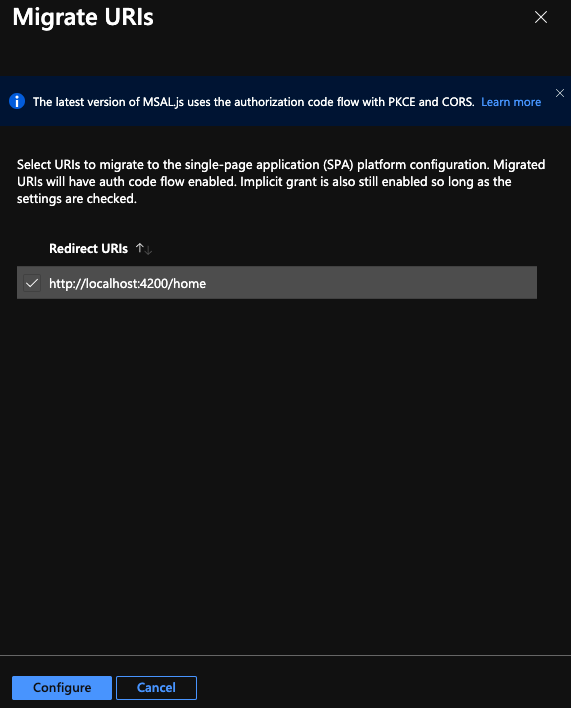 Migrate URIs
The latest version of MSAL.js uses the authorization code flow with PKCE and CORS. Learn more
Select URIs to migrate to the single-page application (SPA) platform configuration. Migrated
URIs will have auth code flow enabled. Implicit grant is also still enabled so long as the
settings are checked.
Redirect URIs
http://localhost:4200/home
Configure
Cancel